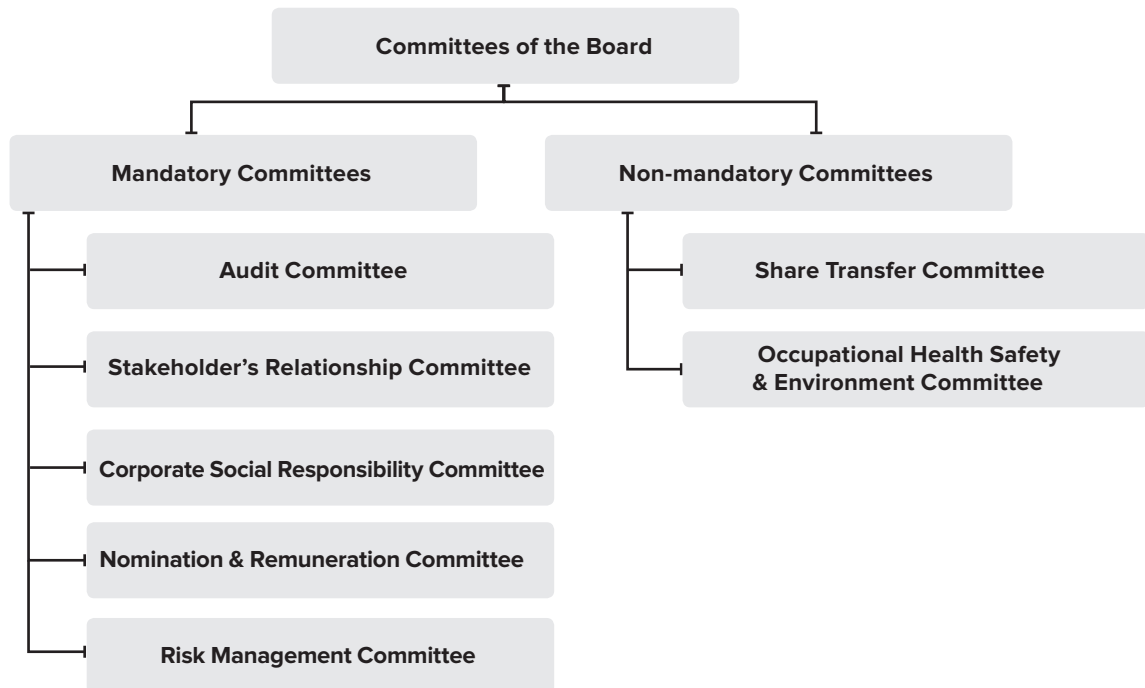 Committees of the Board
Mandatory Committees
Non-mandatory Committees
Audit Committee
Stakeholder’s Relationship Committee
Corporate Social Responsibility Committee
Nomination & Remuneration Committee
Risk Management Committee
Share Transfer Committee
Occupational Health Safety
& Environment Committee